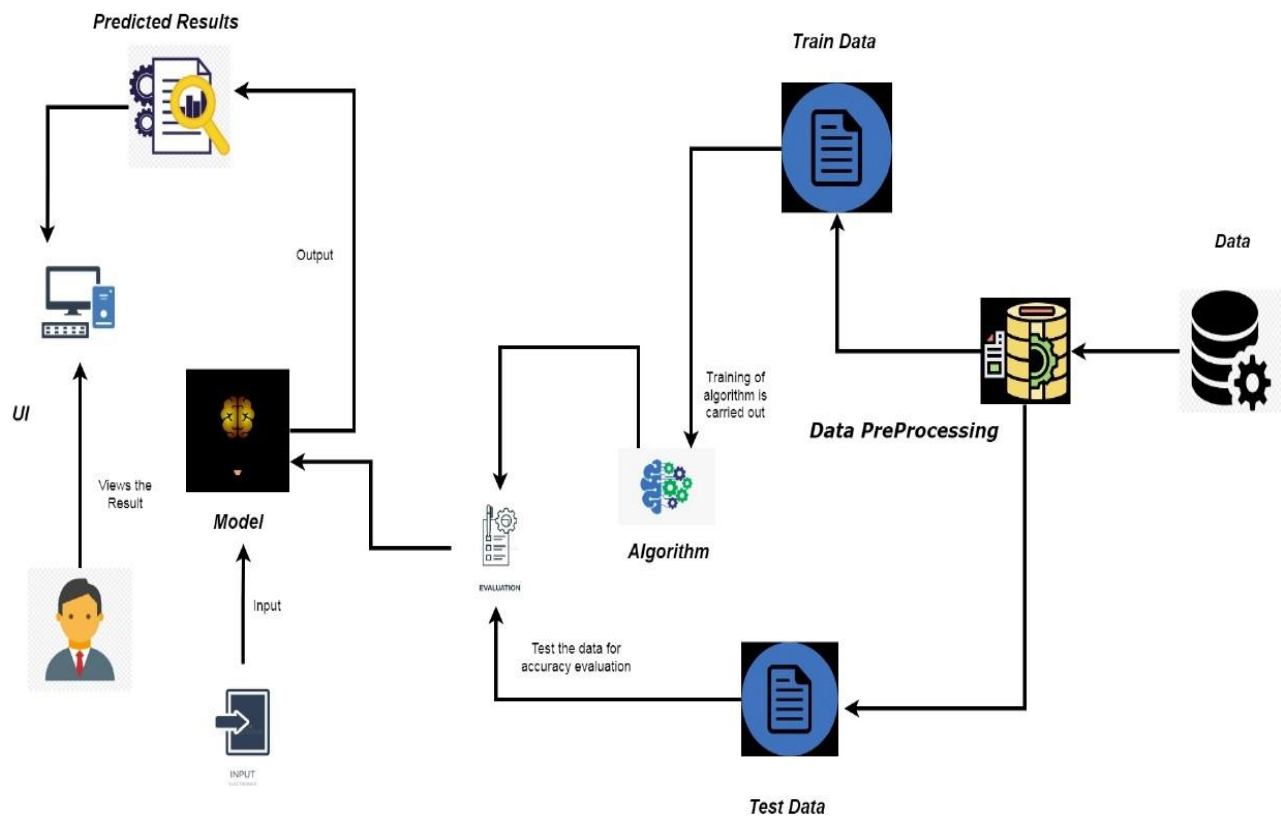 Predicted Results
Train Data
Data
Output
Training of
algorithm is
carried out
Data PreProcessing
UI
Views the
Result
Model
Algorithm
EVALUATION
Input
Test the data for
accuracy evaluation
INPUT
Test Data